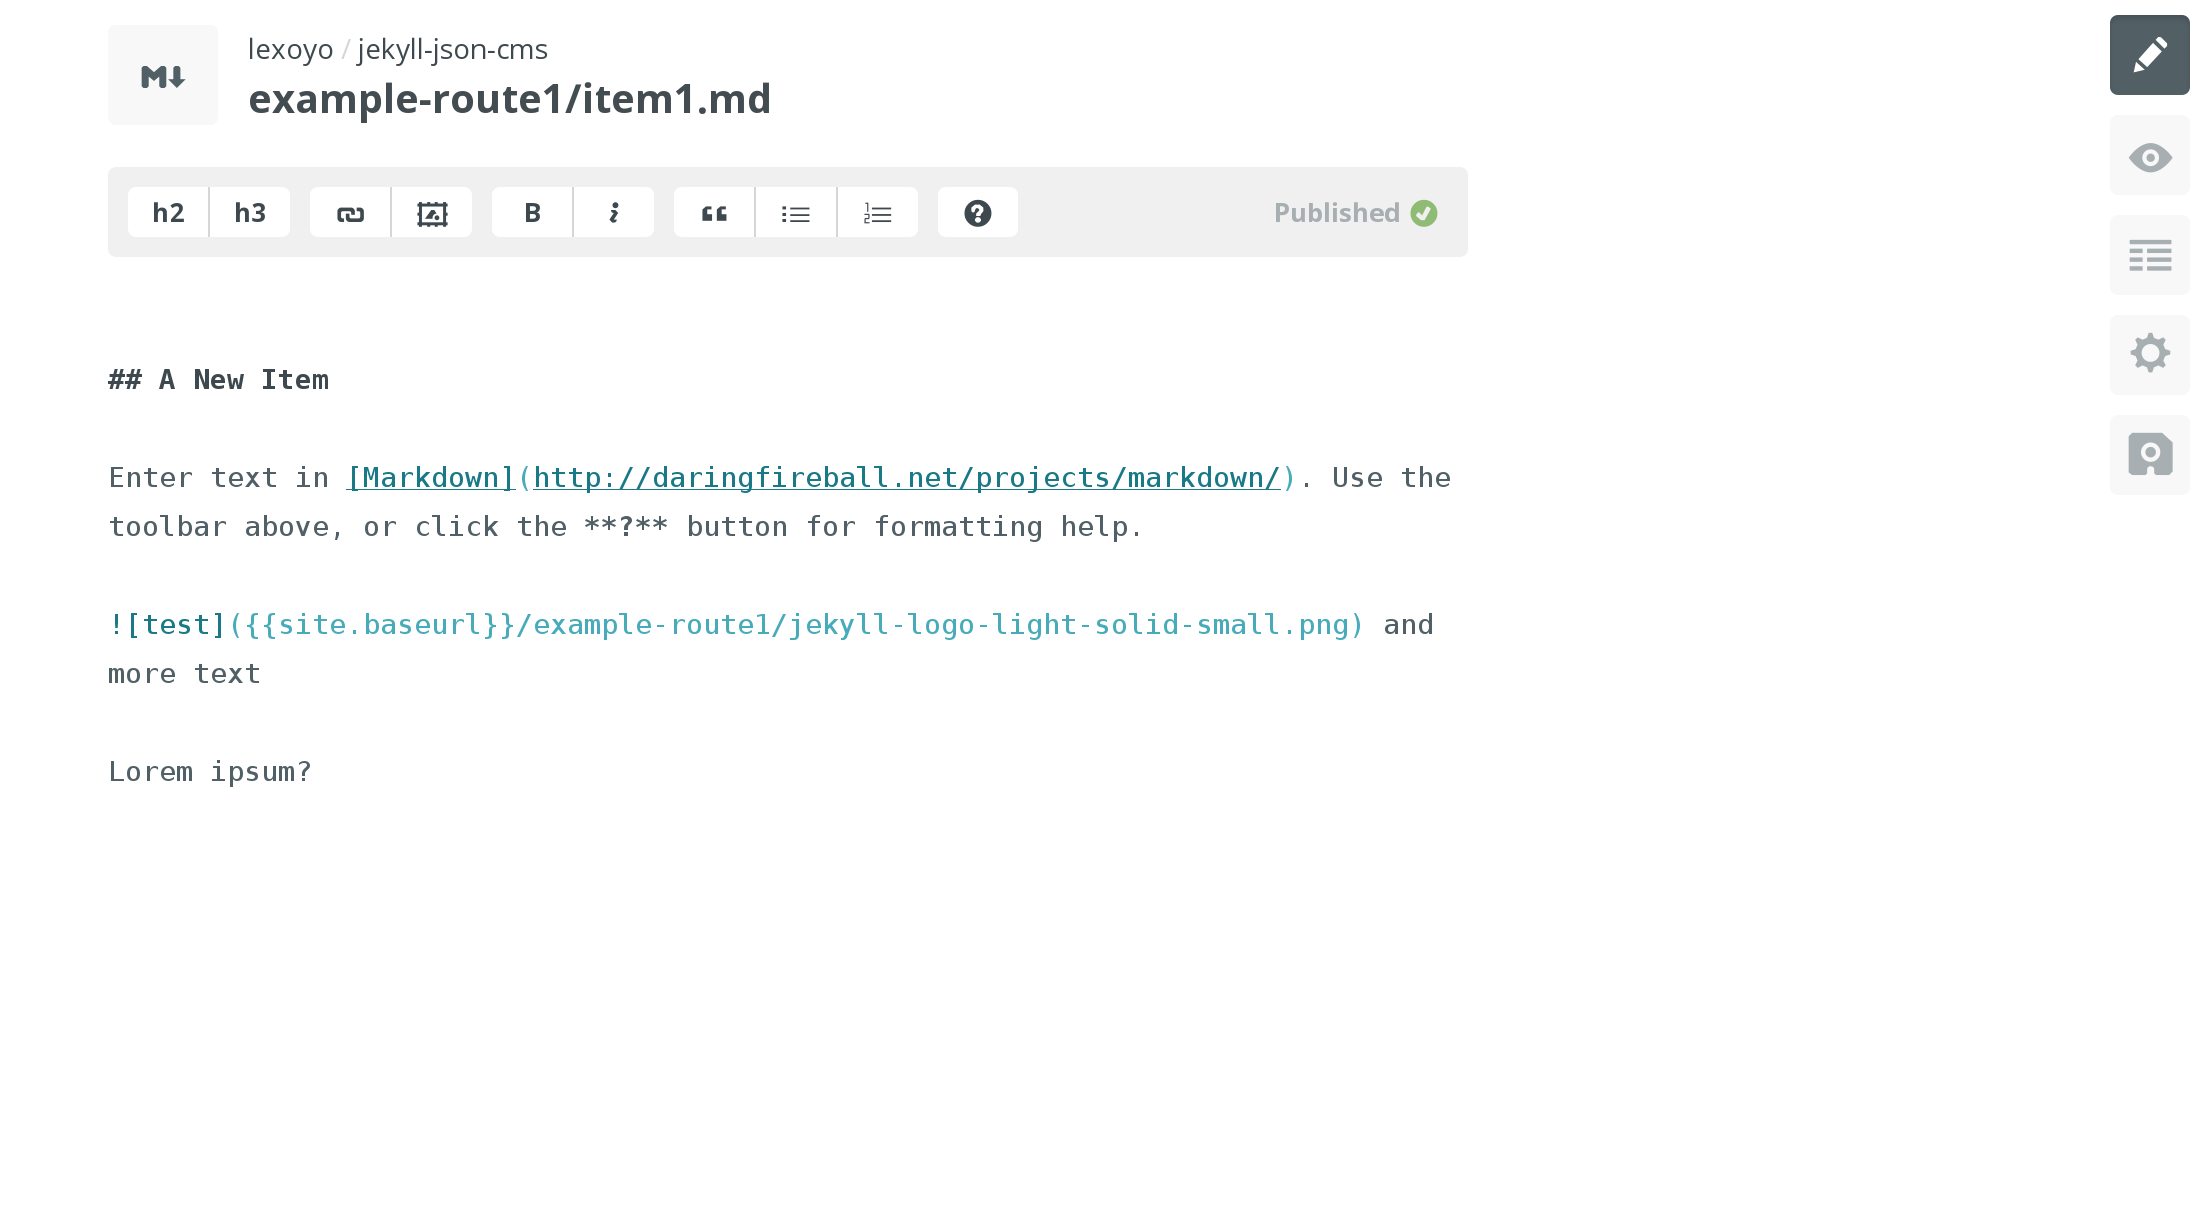 lexoyo / jekyll-json-cms
example-route1/item1.md
h2 h3 B i Published
## A New Item
Enter text in [Markdown](http://daringfireball.net/projects/markdown/). Use the
toolbar above, or click the **?** button for formatting help.
![test]({{site.baseurl}}/example-route1/jekyll-logo-light-solid-small.png) and
more text
Lorem ipsum?